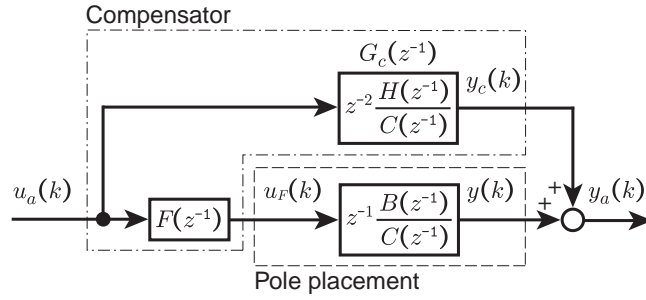 Compensator
G_c(z^{-1})
z^{-2} H(z^{-1}) / C(z^{-1})
y_c(k)
u_a(k)
F(z^{-1})
u_F(k)
z^{-1} B(z^{-1}) / C(z^{-1})
y(k)
+
+
y_a(k)
Pole placement